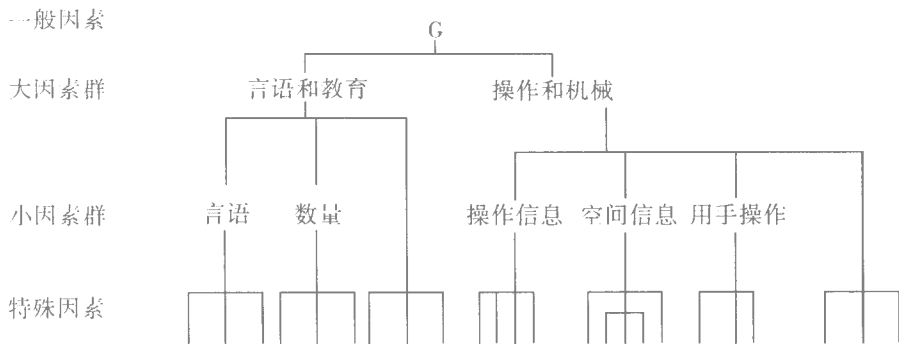 一般因素
G
大因素群 言语和教育 操作和机械
小因素群 言语 数量 操作信息 空间信息 用手操作
特殊因素